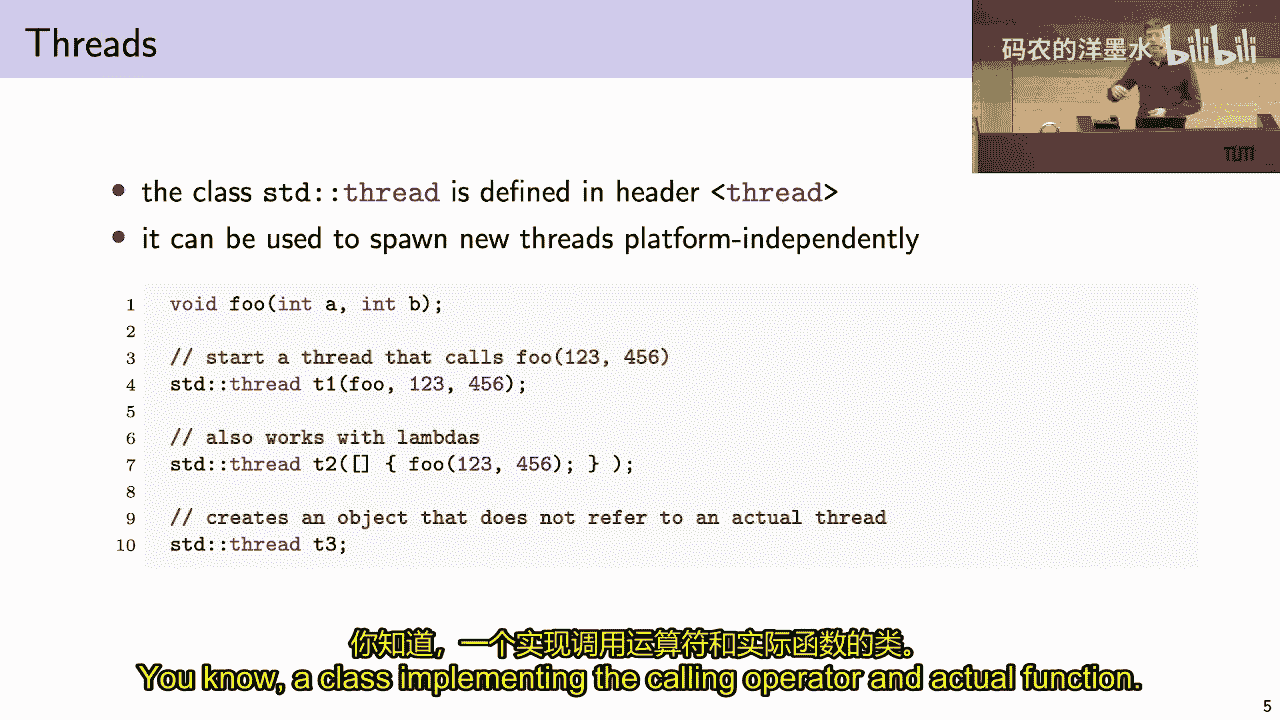 Threads
码农的洋墨水 bilibili
TUM
• the class std::thread is defined in header <thread>
• it can be used to spawn new threads platform-independently
1 void foo(int a, int b);
2
3 // start a thread that calls foo(123, 456)
4 std::thread t1(foo, 123, 456);
5
6 // also works with lambdas
7 std::thread t2([] { foo(123, 456); } );
8
9 // creates an object that does not refer to an actual thread
10 std::thread t3;
你知道，一个实现调用运算符和实际函数的类。
You know, a class implementing the calling operator and actual function.
5